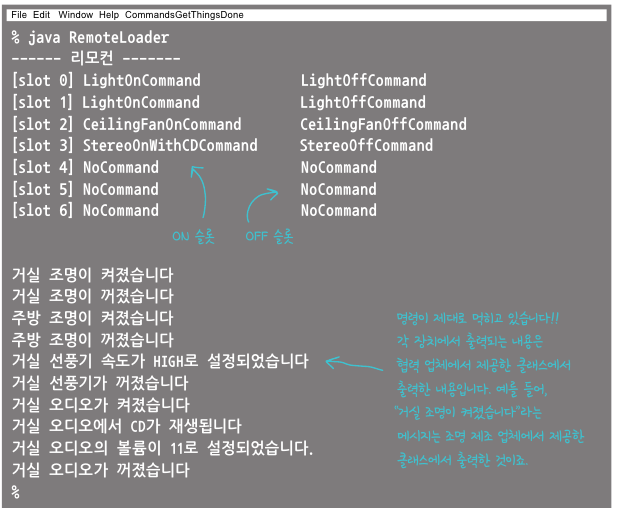 File Edit Window Help CommandsGetThingsDone
% java RemoteLoader
------ 리모컨 -------
[slot 0] LightOnCommand LightOffCommand
[slot 1] LightOnCommand LightOffCommand
[slot 2] CeilingFanOnCommand CeilingFanOffCommand
[slot 3] StereoOnWithCDCommand StereoOffCommand
[slot 4] NoCommand NoCommand
[slot 5] NoCommand NoCommand
[slot 6] NoCommand NoCommand
ON 슬롯 OFF 슬롯
거실 조명이 켜졌습니다
거실 조명이 꺼졌습니다
주방 조명이 켜졌습니다
주방 조명이 꺼졌습니다
거실 선풍기 속도가 HIGH로 설정되었습니다
거실 선풍기가 꺼졌습니다
거실 오디오가 켜졌습니다
거실 오디오에서 CD가 재생됩니다
거실 오디오의 볼륨이 11로 설정되었습니다.
거실 오디오가 꺼졌습니다
%
명령이 제대로 먹히고 있습니다!!
각 장치에서 출력되는 내용은
협력 업체에서 제공한 클래스에서
출력한 내용입니다. 예를 들어,
"거실 조명이 켜졌습니다"라는
메시지는 조명 제조 업체에서 제공한
클래스에서 출력한 것이죠.